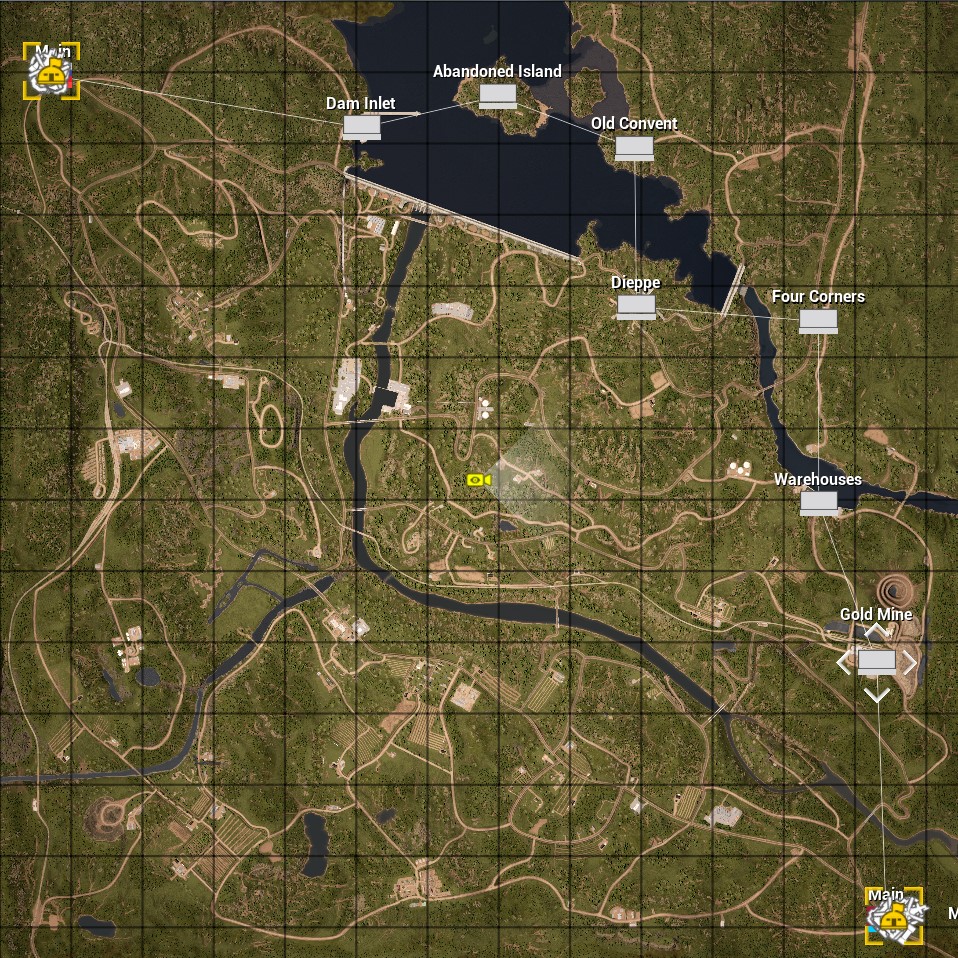 Main
Abandoned Island
Dam Inlet
Old Convent
Dieppe
Four Corners
Warehouses
Gold Mine
Main
M